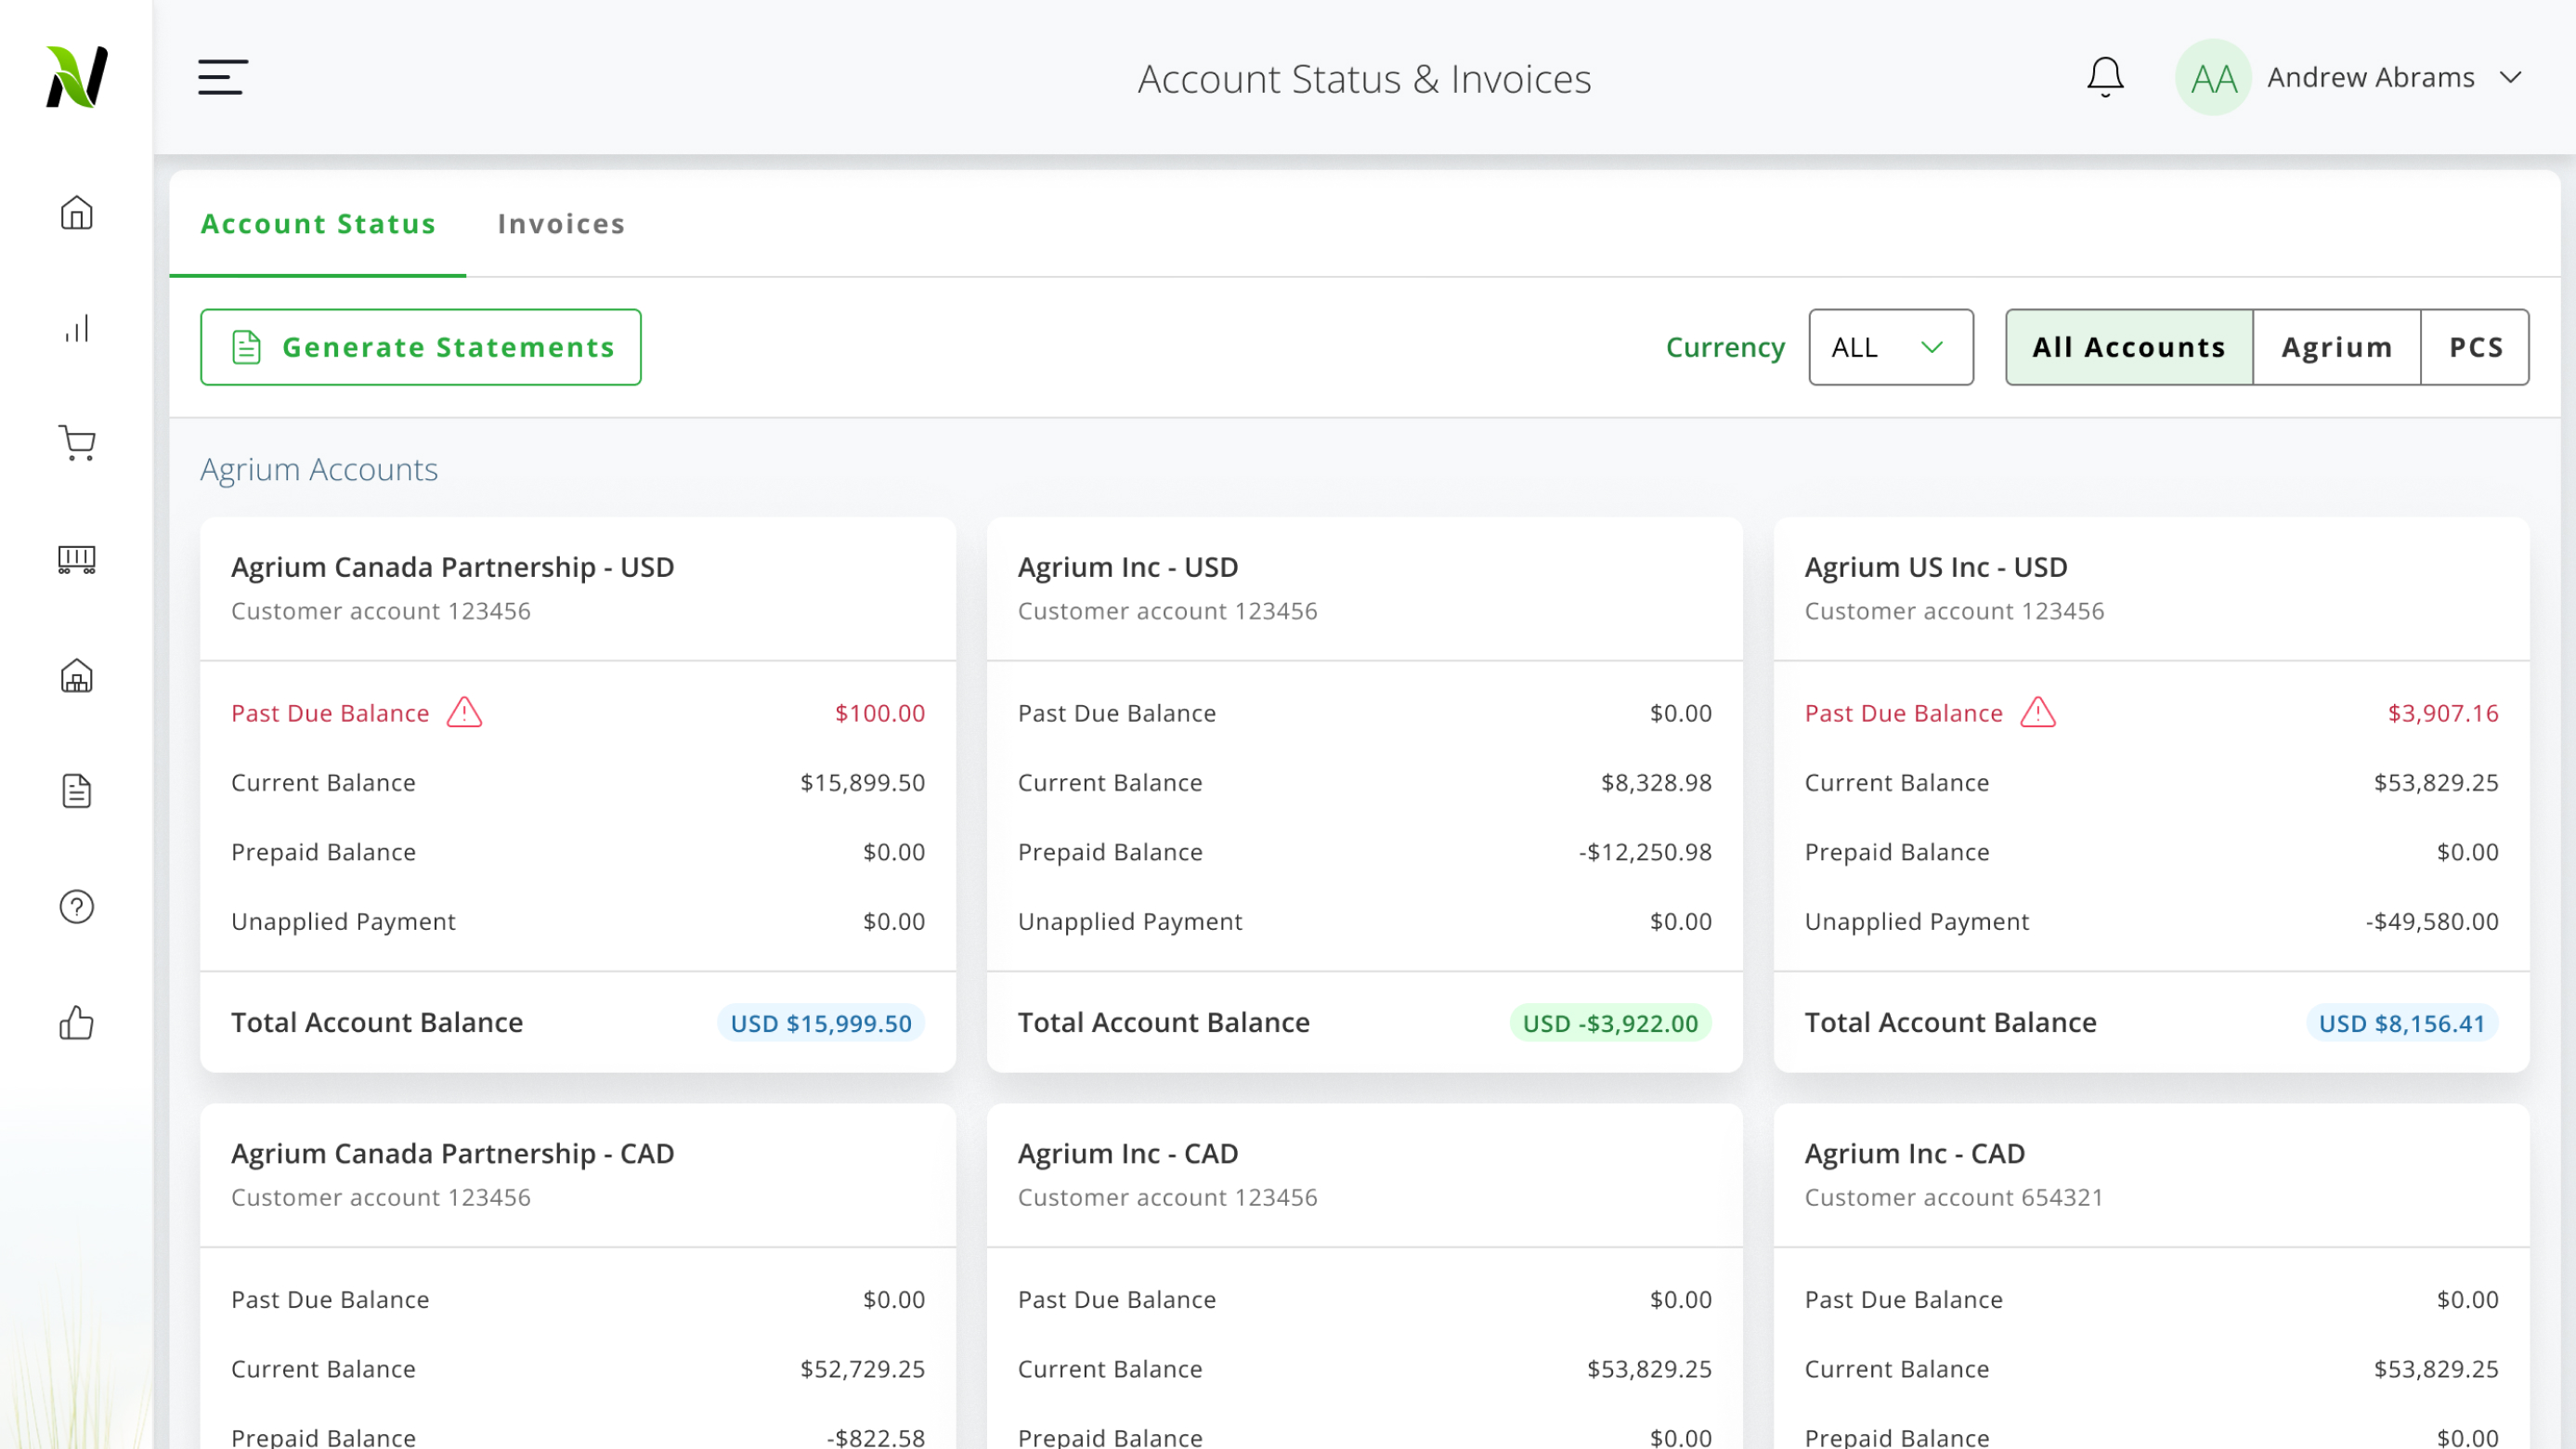 Account Status & Invoices
AA Andrew Abrams
Account Status Invoices
Generate Statements Currency ALL All Accounts Agrium PCS
Agrium Accounts
Agrium Canada Partnership - USD
Customer account 123456
Past Due Balance $100.00
Current Balance $15,899.50
Prepaid Balance $0.00
Unapplied Payment $0.00
Total Account Balance USD $15,999.50
Agrium Inc - USD
Customer account 123456
Past Due Balance $0.00
Current Balance $8,328.98
Prepaid Balance -$12,250.98
Unapplied Payment $0.00
Total Account Balance USD -$3,922.00
Agrium US Inc - USD
Customer account 123456
Past Due Balance $3,907.16
Current Balance $53,829.25
Prepaid Balance $0.00
Unapplied Payment -$49,580.00
Total Account Balance USD $8,156.41
Agrium Canada Partnership - CAD
Customer account 123456
Past Due Balance $0.00
Current Balance $52,729.25
Prepaid Balance -$822.58
Agrium Inc - CAD
Customer account 123456
Past Due Balance $0.00
Current Balance $53,829.25
Prepaid Balance $0.00
Agrium Inc - CAD
Customer account 654321
Past Due Balance $0.00
Current Balance $53,829.25
Prepaid Balance $0.00